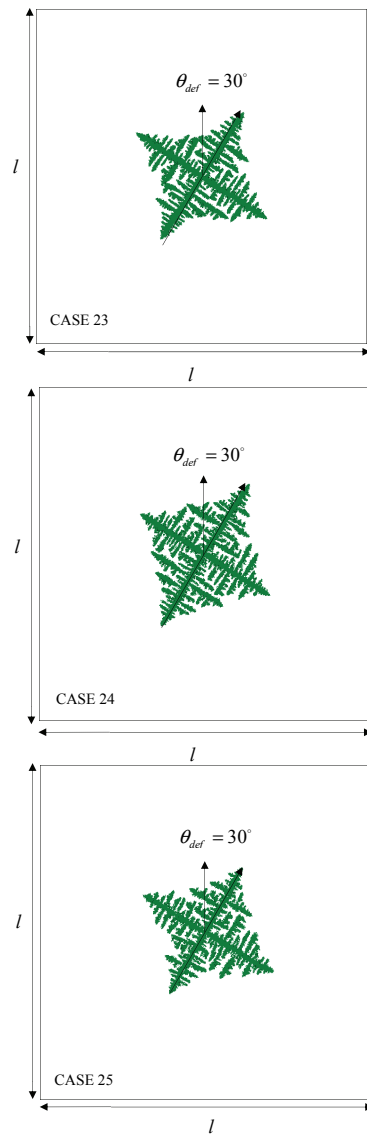 θdef = 30°
l
CASE 23
l
θdef = 30°
l
CASE 24
l
θdef = 30°
l
CASE 25
l